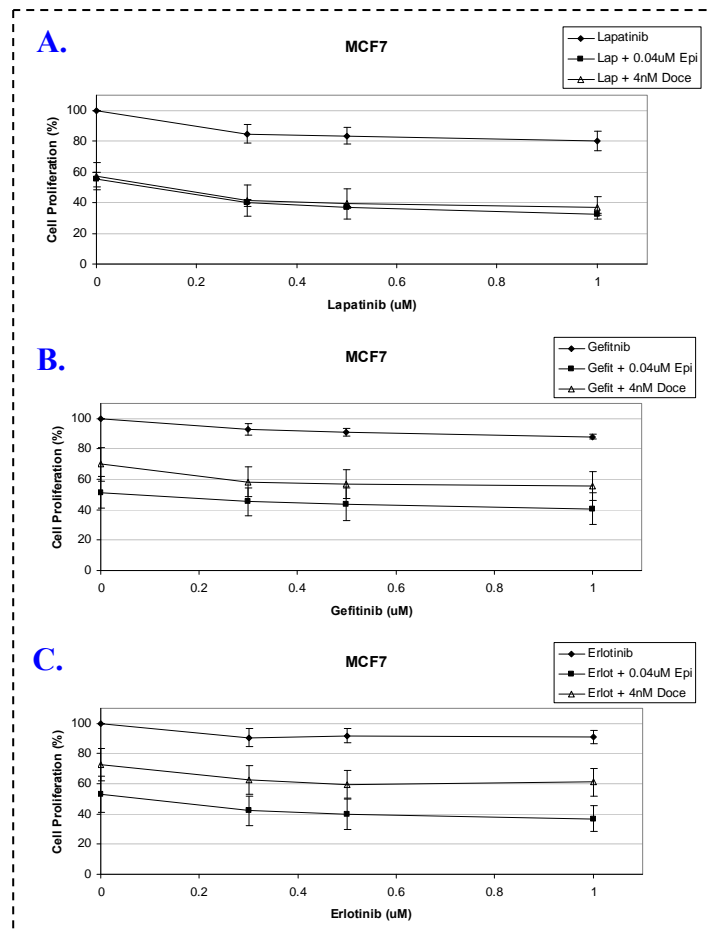 A.
MCF7
Lapatinib
Lap + 0.04uM Epi
Lap + 4nM Doce
Cell Proliferation (%)
100
80
60
40
20
0
0 0.2 0.4 0.6 0.8 1
Lapatinib (uM)
B.
MCF7
Gefitnib
Gefit + 0.04uM Epi
Gefit + 4nM Doce
Cell Proliferation (%)
100
80
60
40
20
0
0 0.2 0.4 0.6 0.8 1
Gefitinib (uM)
C.
MCF7
Erlotinib
Erlot + 0.04uM Epi
Erlot + 4nM Doce
Cell Proliferation (%)
100
80
60
40
20
0
0 0.2 0.4 0.6 0.8 1
Erlotinib (uM)